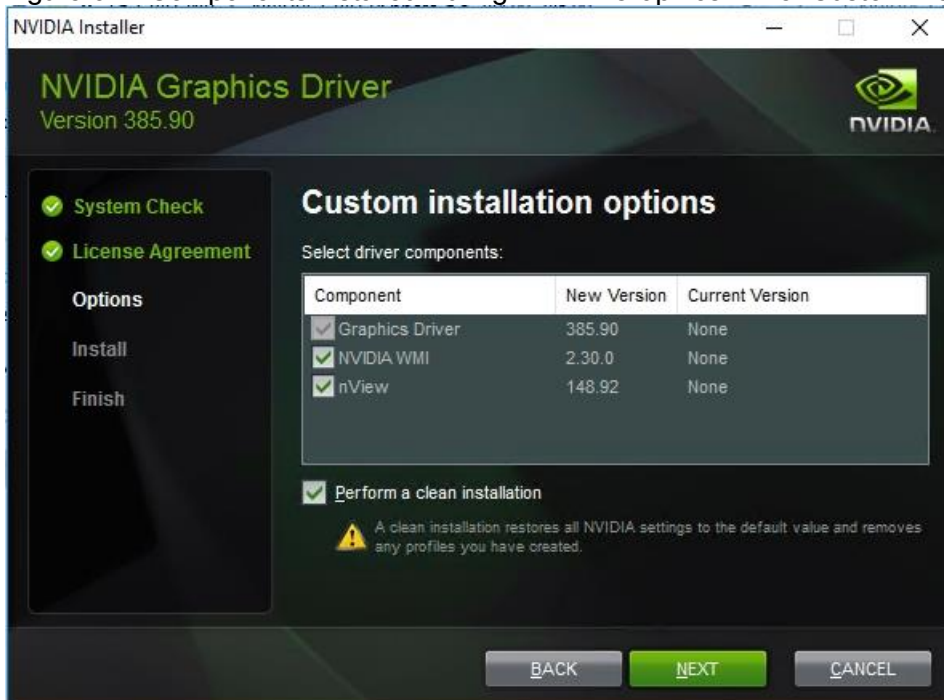 NVIDIA Installer
NVIDIA Graphics Driver
Version 385.90
NVIDIA.
System Check
License Agreement
Options
Install
Finish
Custom installation options
Select driver components:
Component New Version Current Version
Graphics Driver 385.90 None
NVIDIA WMI 2.30.0 None
nView 148.92 None
Perform a clean installation
A clean installation restores all NVIDIA settings to the default value and removes
any profiles you have created.
BACK NEXT CANCEL